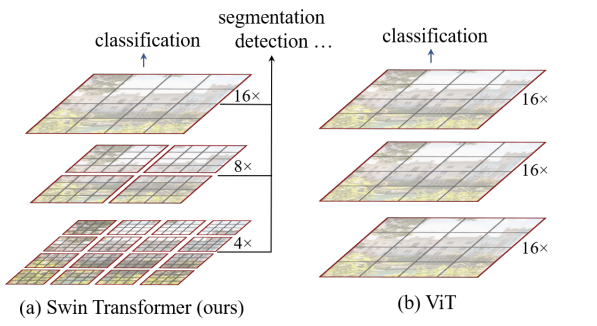 segmentation
classification
detection ...
16×
8×
4×
(a) Swin Transformer (ours)
classification
16×
16×
16×
(b) ViT